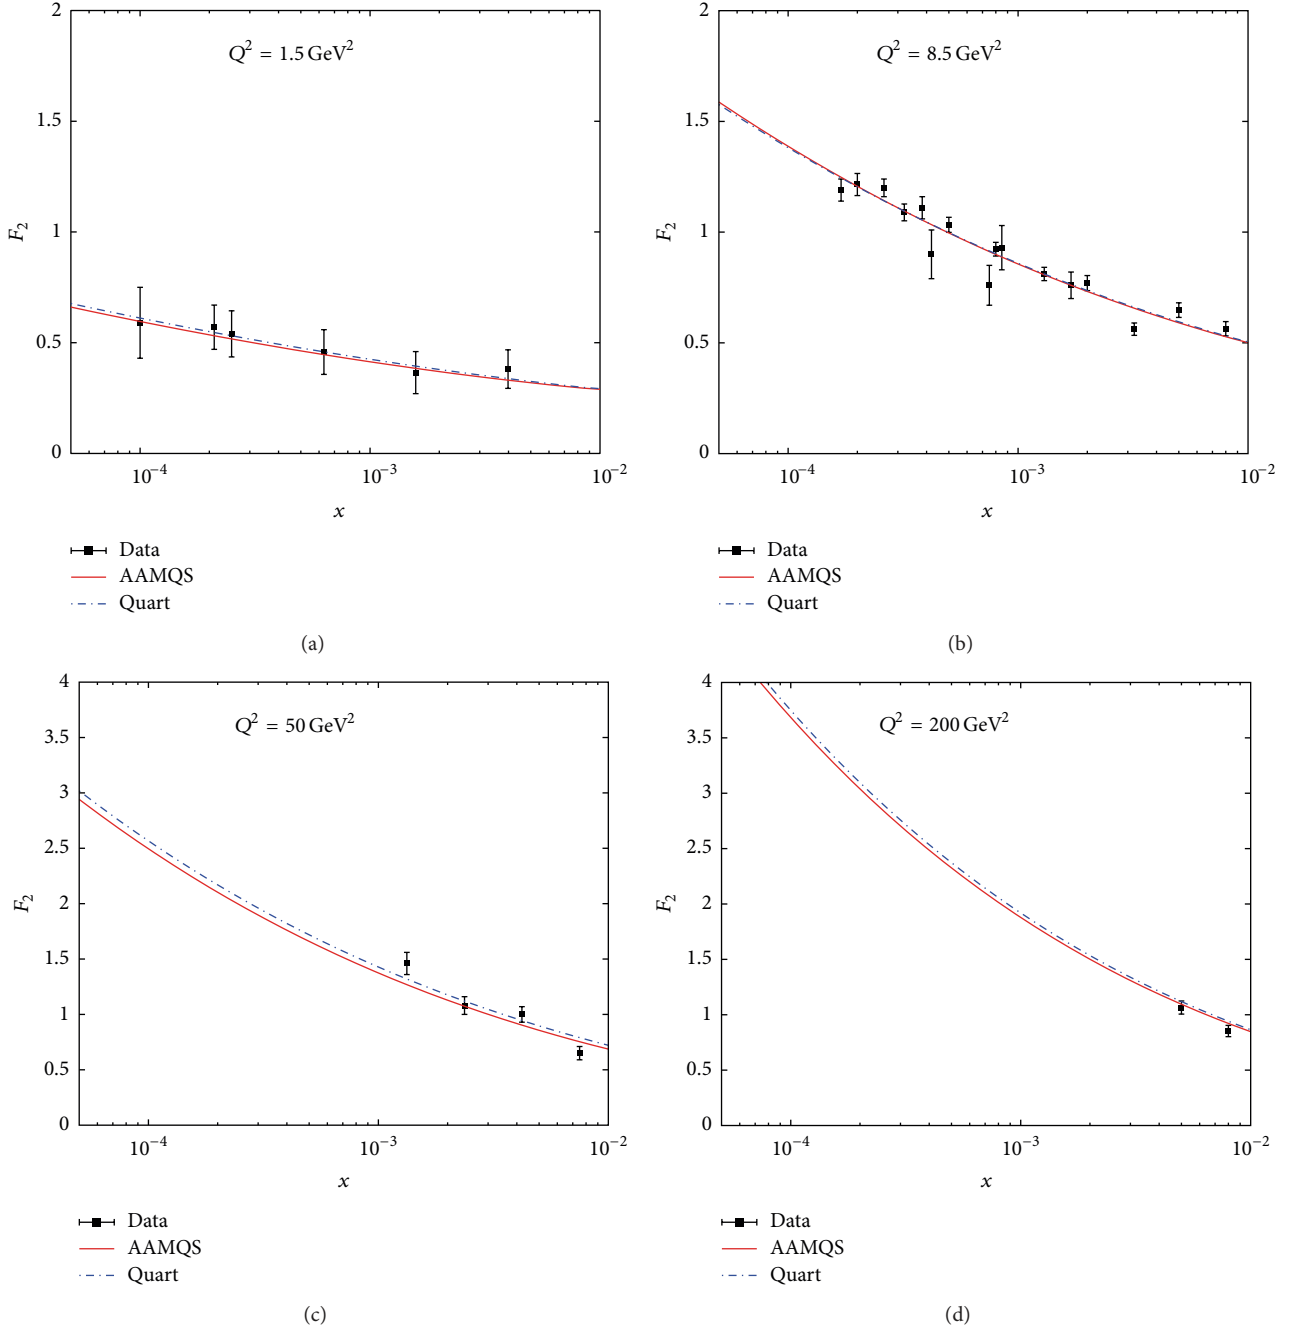 2
1.5
1
0.5
0
F₂
Q² = 1.5 GeV²
10⁻⁴ 10⁻³ 10⁻²
x
Data
AAMQS
Quart
(a)
2
1.5
1
0.5
0
F₂
Q² = 8.5 GeV²
10⁻⁴ 10⁻³ 10⁻²
x
Data
AAMQS
Quart
(b)
4
3.5
3
2.5
2
1.5
1
0.5
0
F₂
Q² = 50 GeV²
10⁻⁴ 10⁻³ 10⁻²
x
Data
AAMQS
Quart
(c)
4
3.5
3
2.5
2
1.5
1
0.5
0
F₂
Q² = 200 GeV²
10⁻⁴ 10⁻³ 10⁻²
x
Data
AAMQS
Quart
(d)